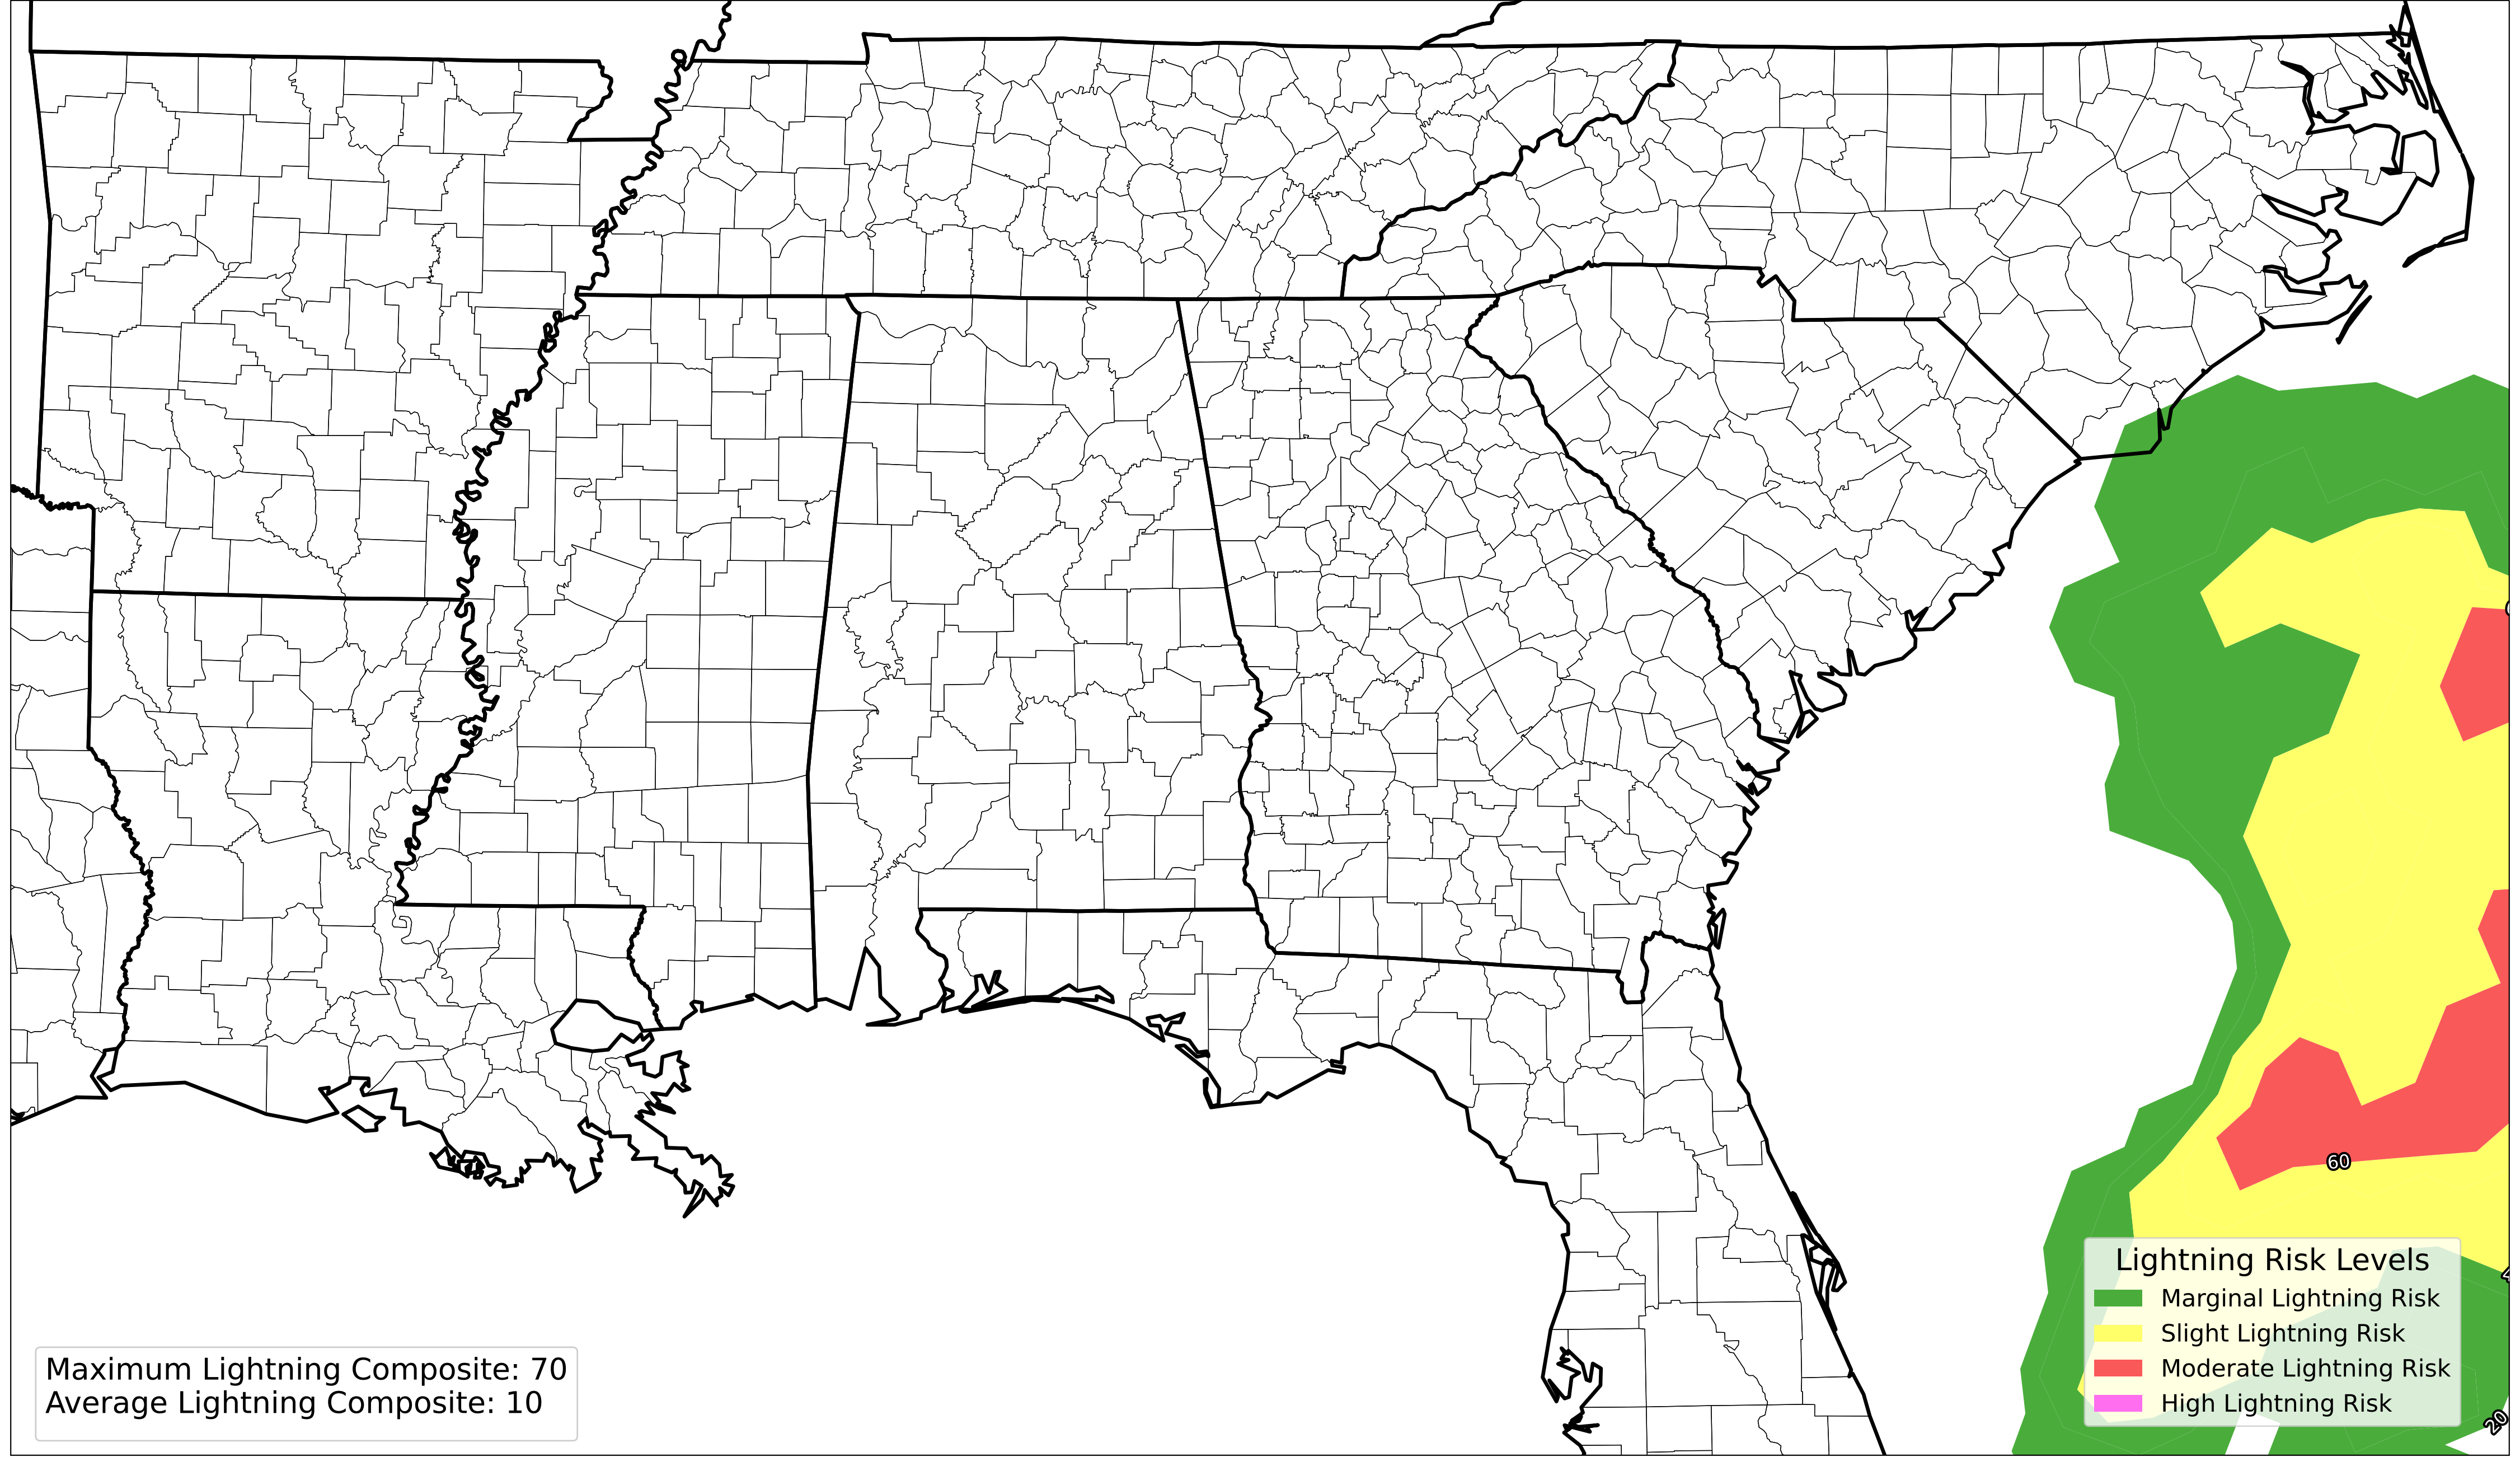 60
Lightning Risk Levels
Marginal Lightning Risk
Slight Lightning Risk
Moderate Lightning Risk
High Lightning Risk
Maximum Lightning Composite: 70
Average Lightning Composite: 10
20